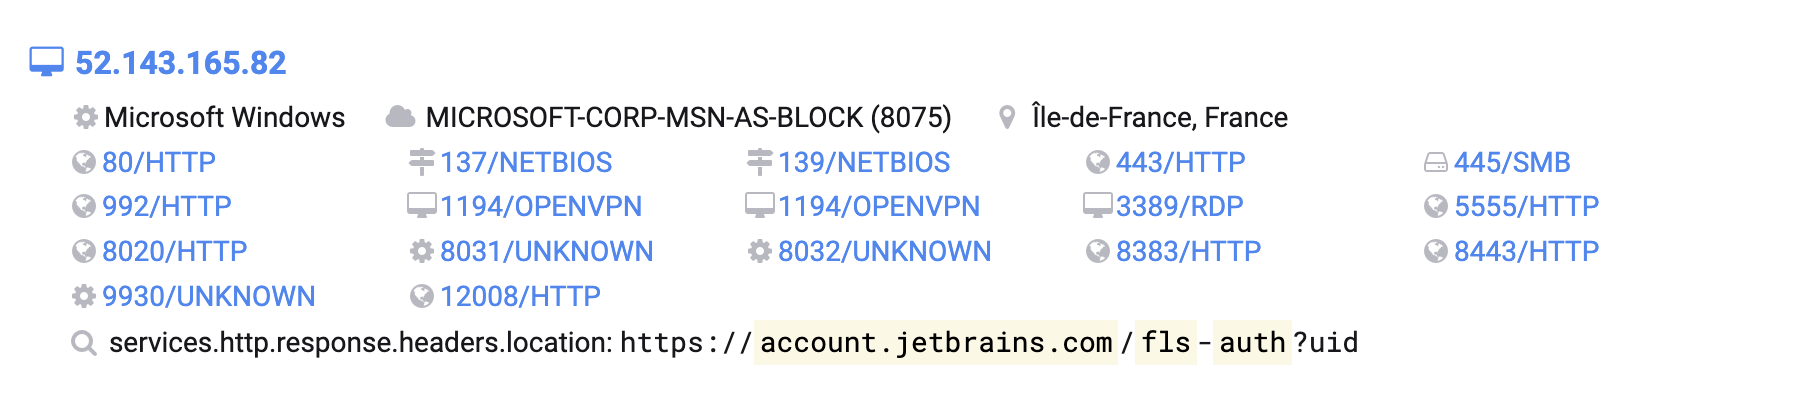 52.143.165.82
Microsoft Windows MICROSOFT-CORP-MSN-AS-BLOCK (8075) Île-de-France, France
80/HTTP 137/NETBIOS 139/NETBIOS 443/HTTP 445/SMB
992/HTTP 1194/OPENVPN 1194/OPENVPN 3389/RDP 5555/HTTP
8020/HTTP 8031/UNKNOWN 8032/UNKNOWN 8383/HTTP 8443/HTTP
9930/UNKNOWN 12008/HTTP
services.http.response.headers.location: https://account.jetbrains.com/fls-auth?uid